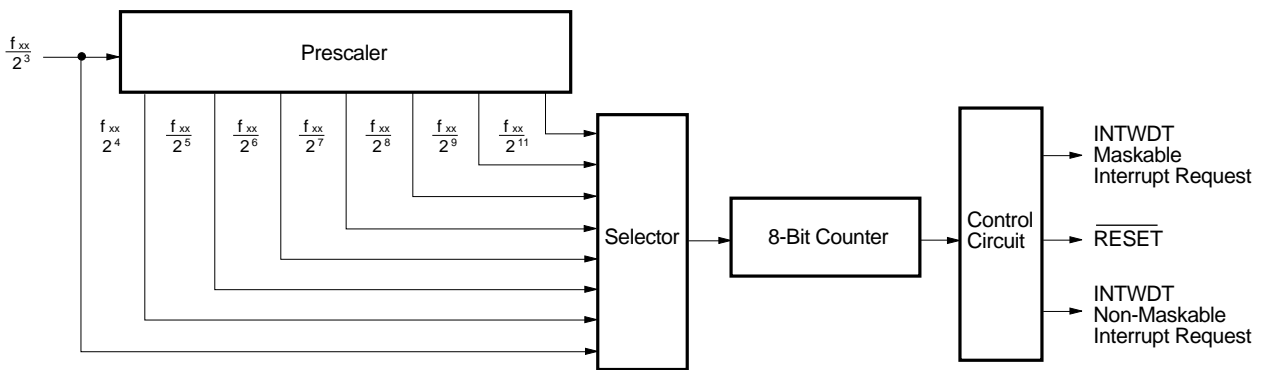 Prescaler
fxx
2³
fxx
2⁴
fxx
2⁵
fxx
2⁶
fxx
2⁷
fxx
2⁸
fxx
2⁹
fxx
2¹¹
Selector
8-Bit Counter
Control
Circuit
INTWDT
Maskable
Interrupt Request
RESET
INTWDT
Non-Maskable
Interrupt Request